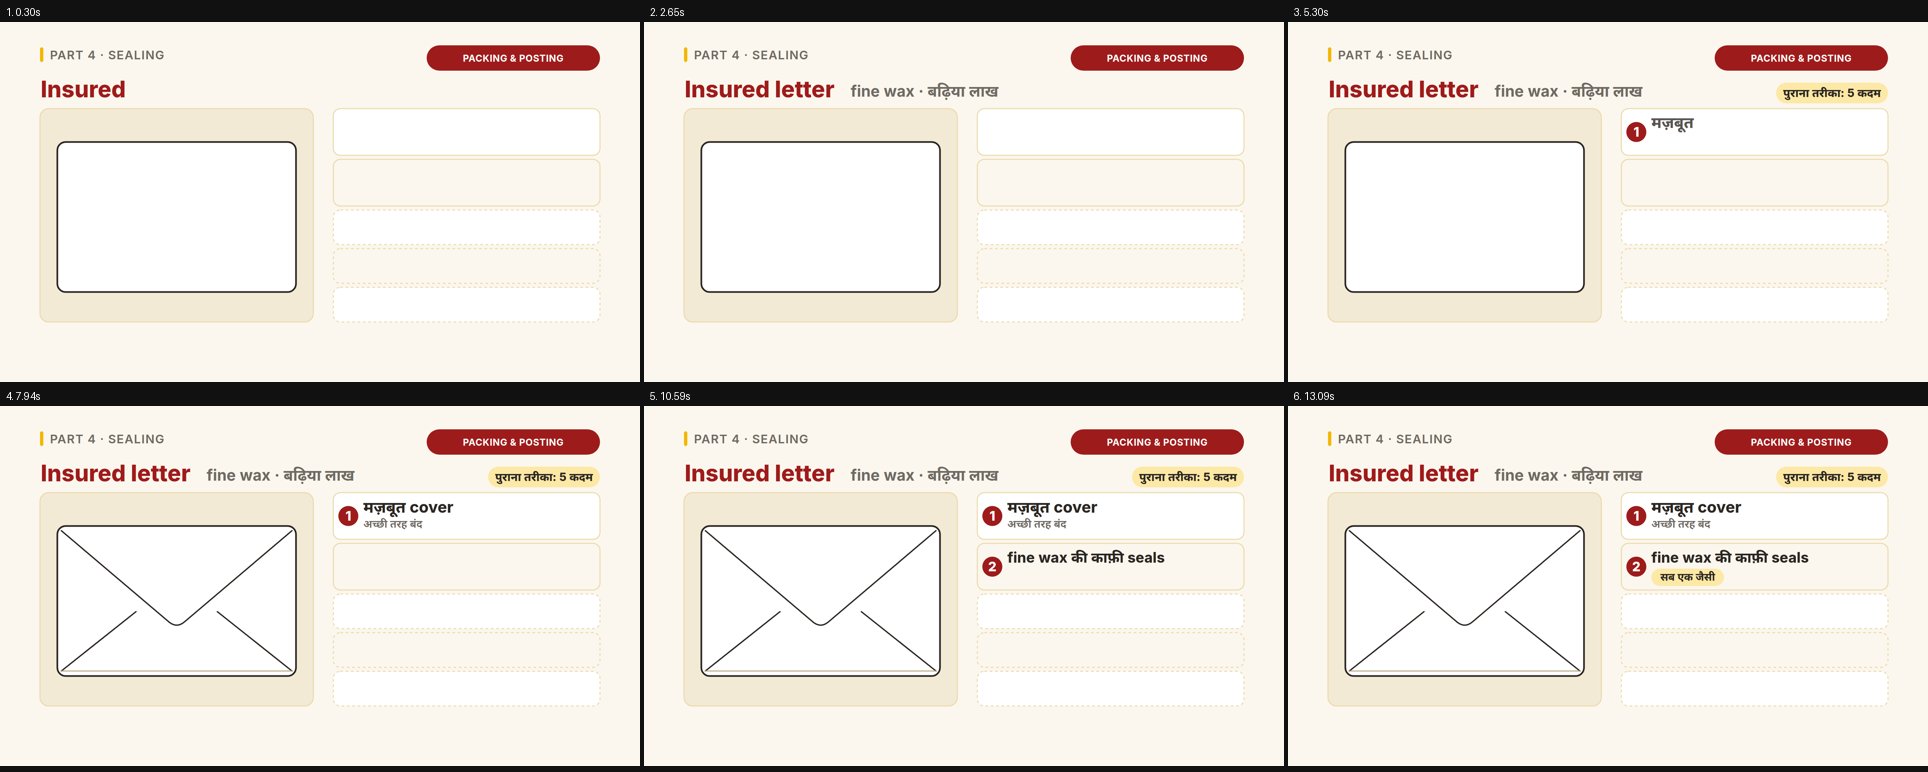 1. 0.30s
PART 4 · SEALING
PACKING & POSTING
Insured
2. 2.65s
PART 4 · SEALING
PACKING & POSTING
Insured letter fine wax · बढ़िया लाख
3. 5.30s
PART 4 · SEALING
PACKING & POSTING
Insured letter fine wax · बढ़िया लाख
पुराना तरीका: 5 कदम
1 मज़बूत
4. 7.94s
PART 4 · SEALING
PACKING & POSTING
Insured letter fine wax · बढ़िया लाख
पुराना तरीका: 5 कदम
1 मज़बूत cover
अच्छी तरह बंद
5. 10.59s
PART 4 · SEALING
PACKING & POSTING
Insured letter fine wax · बढ़िया लाख
पुराना तरीका: 5 कदम
1 मज़बूत cover
अच्छी तरह बंद
2 fine wax की काफ़ी seals
6. 13.09s
PART 4 · SEALING
PACKING & POSTING
Insured letter fine wax · बढ़िया लाख
पुराना तरीका: 5 कदम
1 मज़बूत cover
अच्छी तरह बंद
2 fine wax की काफ़ी seals
सब एक जैसी